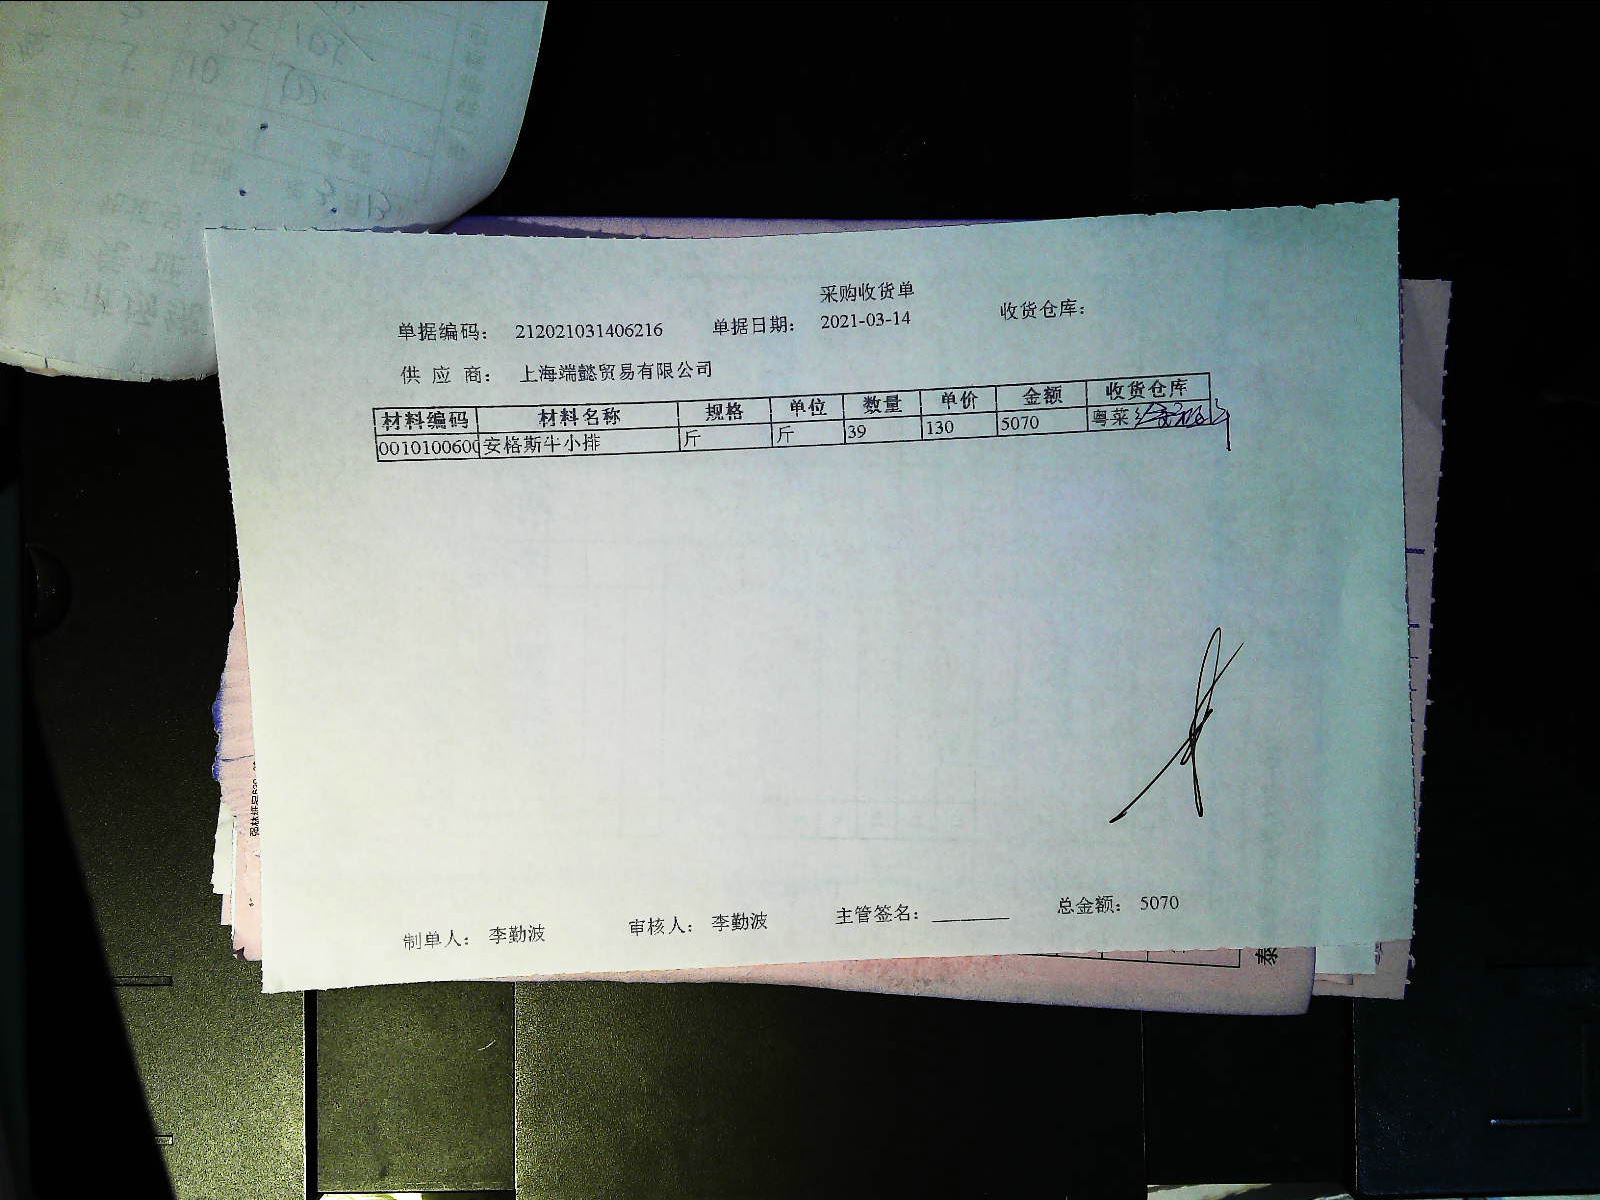 采购收货单
单据编码： 212021031406216 单据日期： 2021-03-14 收货仓库：
供 应 商： 上海端懿贸易有限公司
材料编码 材料名称 规格 单位 数量 单价 金额 收货仓库
0010100600 安格斯牛小排 斤 斤 39 130 5070 粤菜
制单人： 李勤波 审核人： 李勤波 主管签名： 总金额： 5070
泰